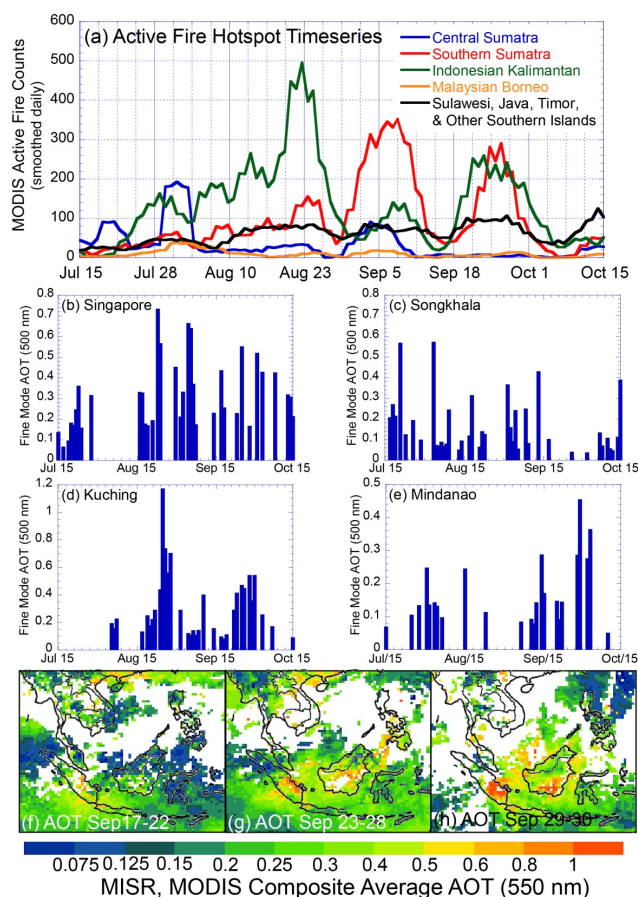 (a) Active Fire Hotspot Timeseries
Central Sumatra
Southern Sumatra
Indonesian Kalimantan
Malaysian Borneo
Sulawesi, Java, Timor,
& Other Southern Islands
MODIS Active Fire Counts
(smoothed daily)
600
500
400
300
200
100
0
Jul 15 Jul 28 Aug 10 Aug 23 Sep 5 Sep 18 Oct 1 Oct 15
(b) Singapore
Fine Mode AOT (500 nm)
0.8
0.7
0.6
0.5
0.4
0.3
0.2
0.1
0
Jul 15 Aug 15 Sep 15 Oct 15
(c) Songkhala
Fine Mode AOT (500 nm)
0.8
0.7
0.6
0.5
0.4
0.3
0.2
0.1
0
Jul 15 Aug 15 Sep 15 Oct 15
(d) Kuching
Fine Mode AOT (500 nm)
1.2
1
0.8
0.6
0.4
0.2
0
Jul 15 Aug 15 Sep 15 Oct 15
(e) Mindanao
Fine Mode AOT (500 nm)
0.5
0.4
0.3
0.2
0.1
0
Jul/15 Aug/15 Sep/15 Oct/15
(f) AOT Sep17-22
(g) AOT Sep 23-28
(h) AOT Sep 29-30
0.075 0.125 0.15 0.2 0.25 0.3 0.4 0.5 0.6 0.8 1
MISR, MODIS Composite Average AOT (550 nm)